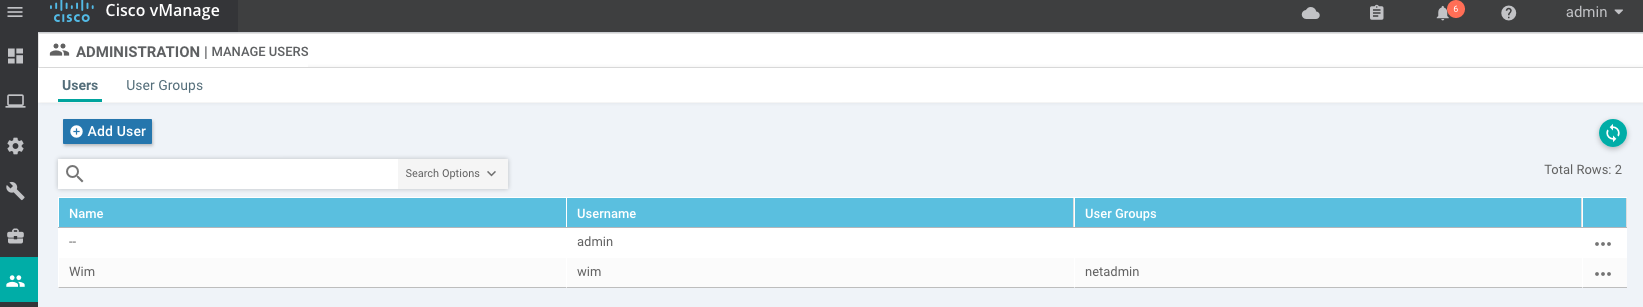 CISCO Cisco vManage 6 admin
ADMINISTRATION | MANAGE USERS
Users User Groups
Add User
Search Options Total Rows: 2
Name Username User Groups
-- admin
Wim wim netadmin